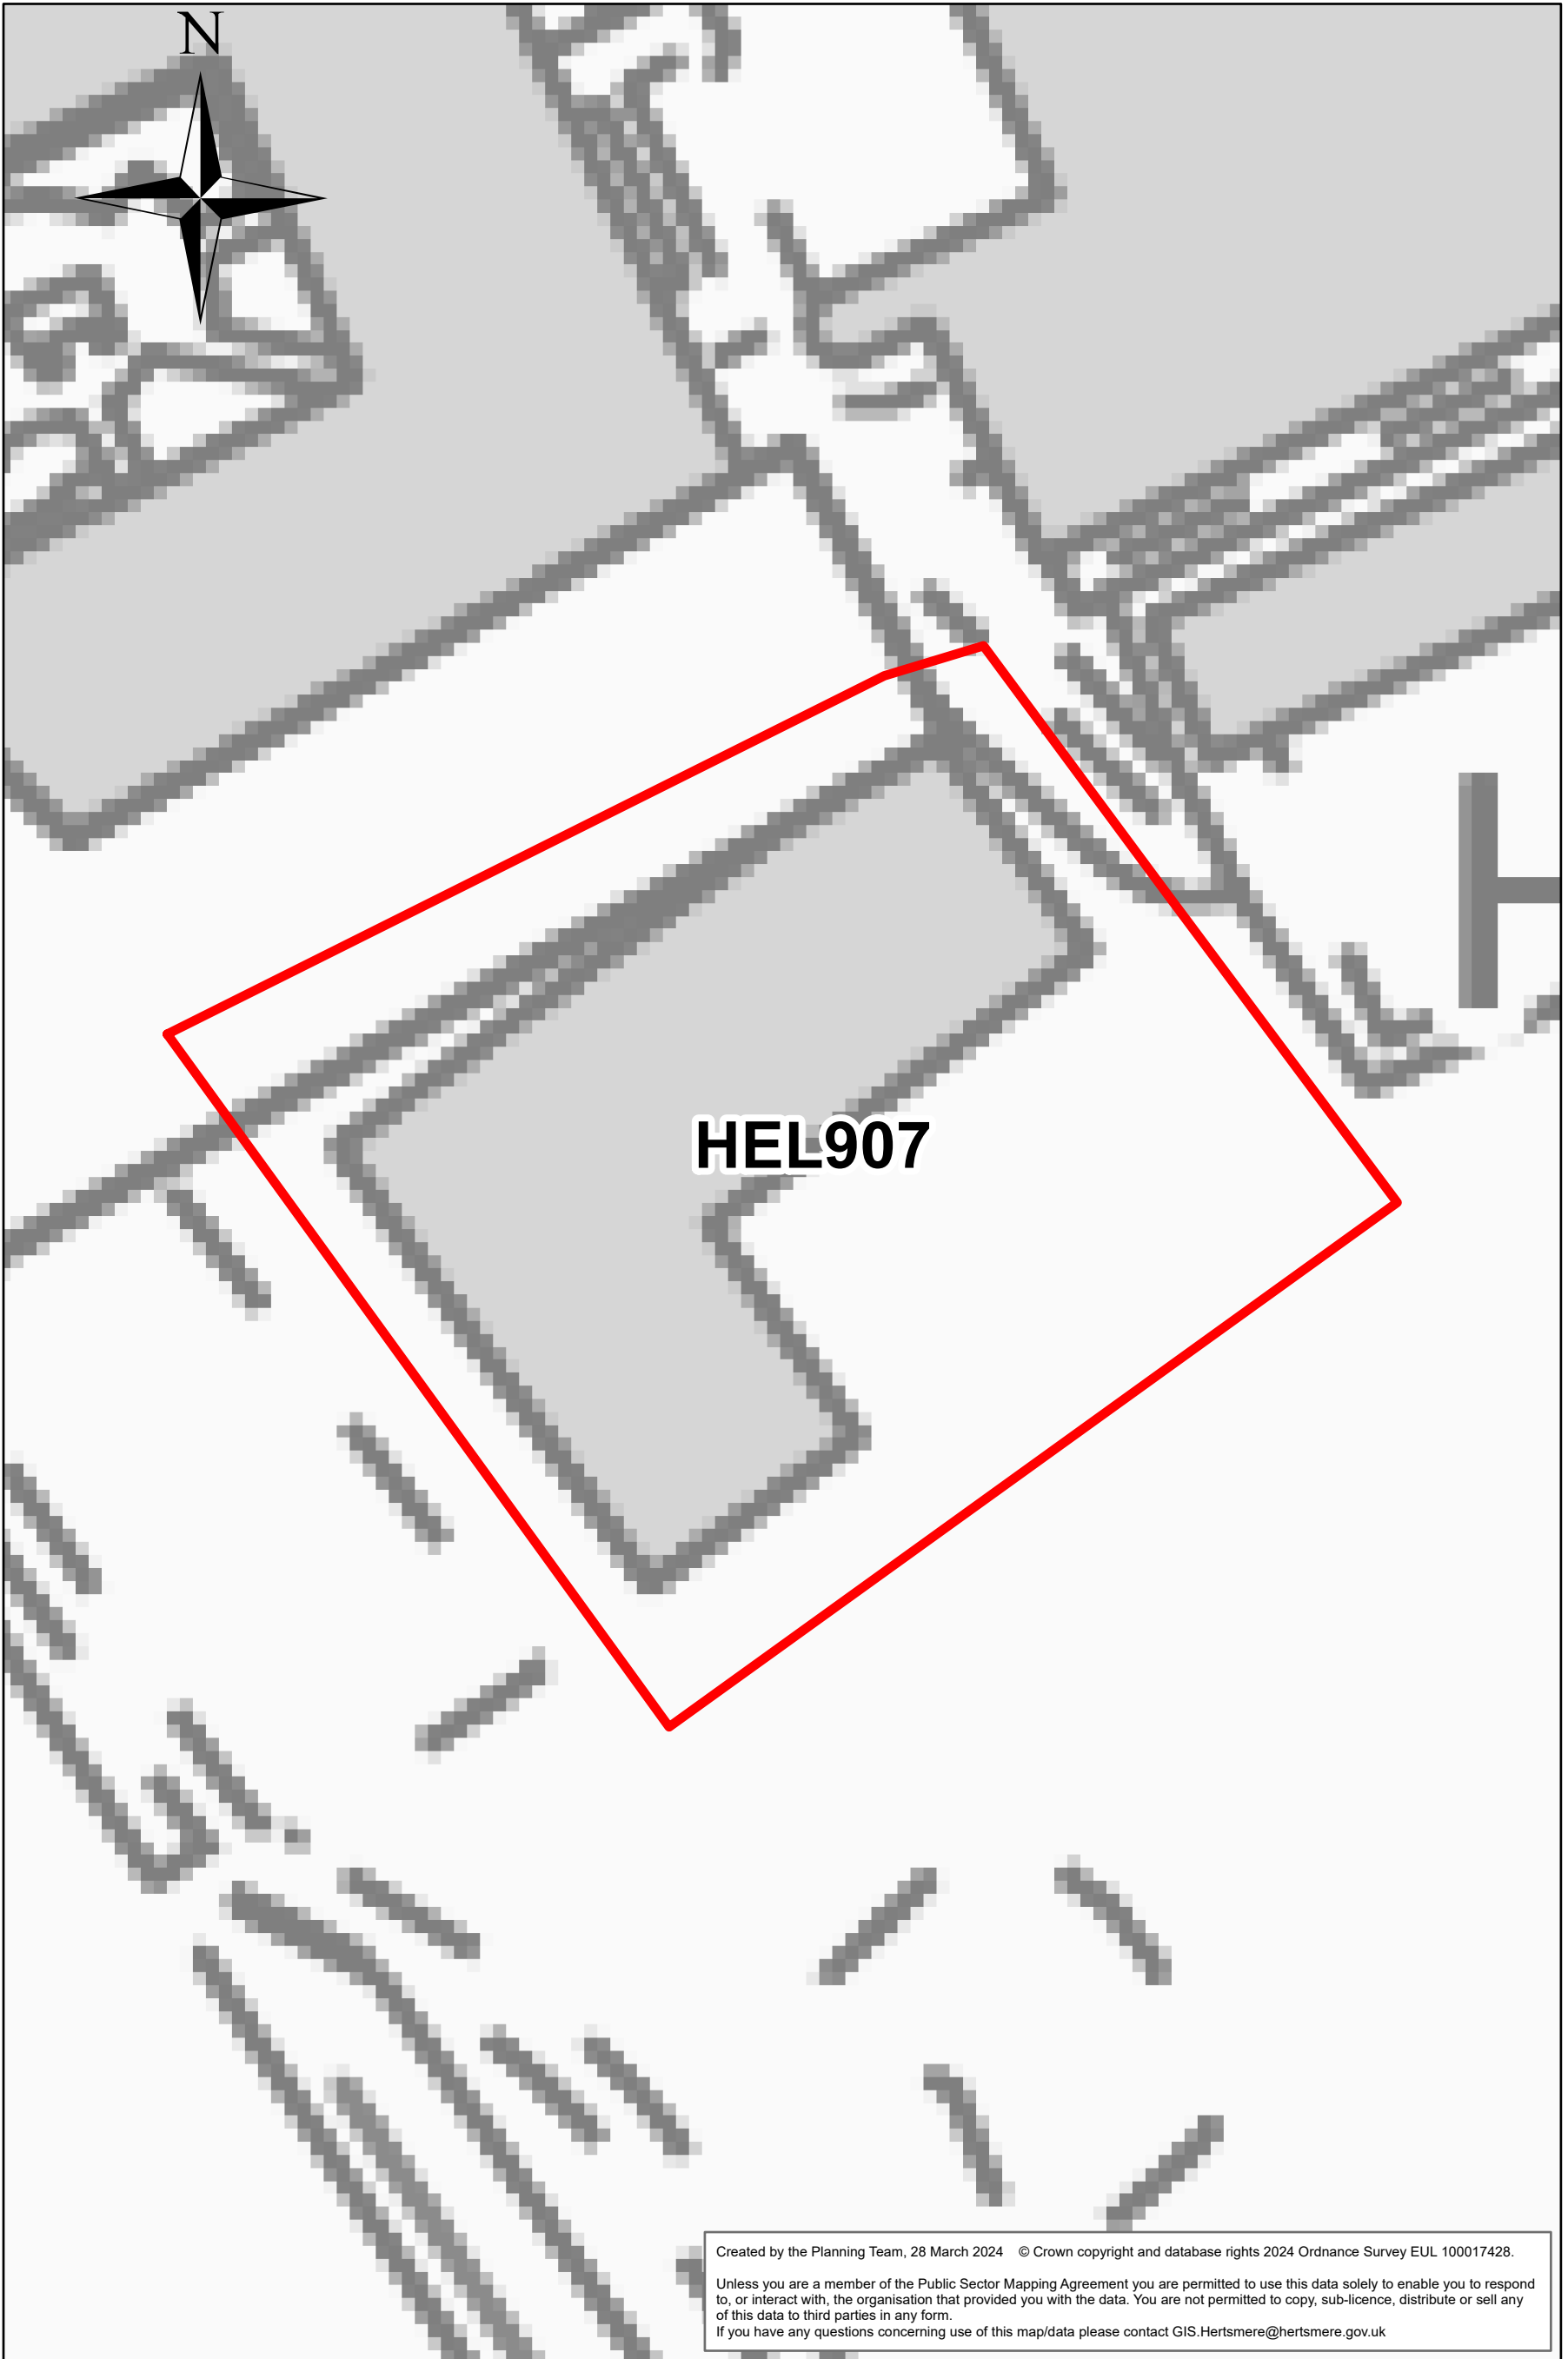 N
HEL907
H
Created by the Planning Team, 28 March 2024 © Crown copyright and database rights 2024 Ordnance Survey EUL 100017428.
Unless you are a member of the Public Sector Mapping Agreement you are permitted to use this data solely to enable you to respond
to, or interact with, the organisation that provided you with the data. You are not permitted to copy, sub-licence, distribute or sell any
of this data to third parties in any form.
If you have any questions concerning use of this map/data please contact GIS.Hertsmere@hertsmere.gov.uk